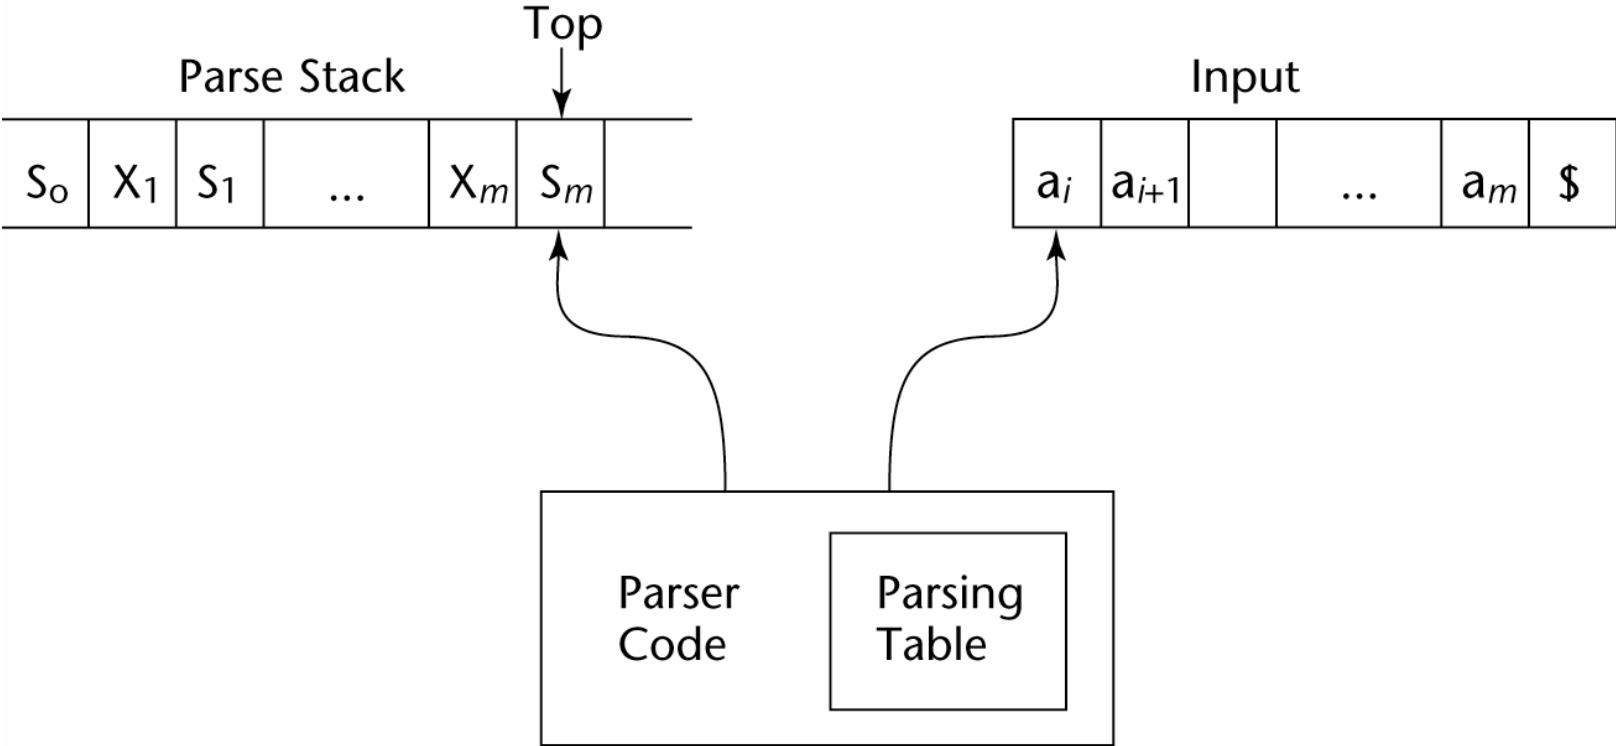 Top
Parse Stack
Input
S₀ X₁ S₁ ... Xₘ Sₘ
aᵢ aᵢ₊₁ ... aₘ $
Parser
Code
Parsing
Table